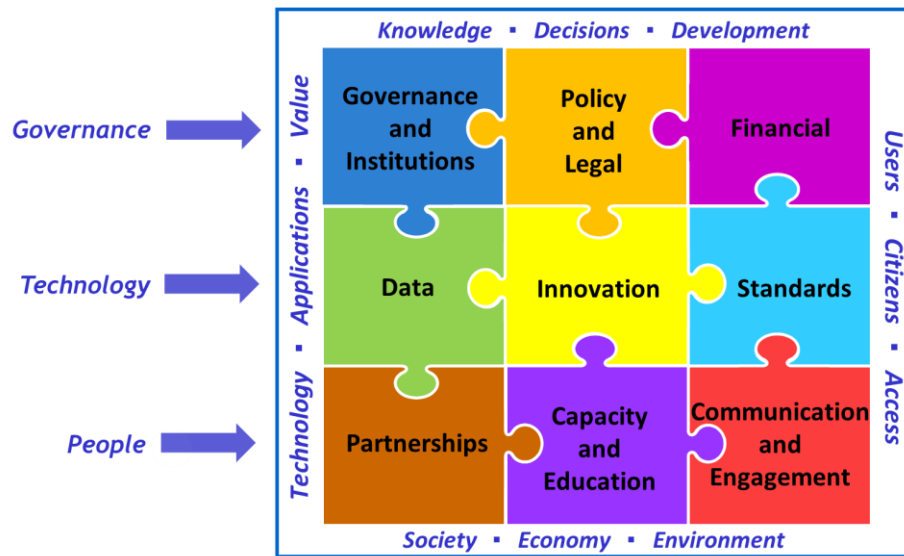 Knowledge ▪ Decisions ▪ Development
Governance
Technology
People
Technology ▪ Applications ▪ Value
Governance
and
Institutions
Policy
and
Legal
Financial
Data
Innovation
Standards
Partnerships
Capacity
and
Education
Communication
and
Engagement
Users ▪ Citizens ▪ Access
Society ▪ Economy ▪ Environment